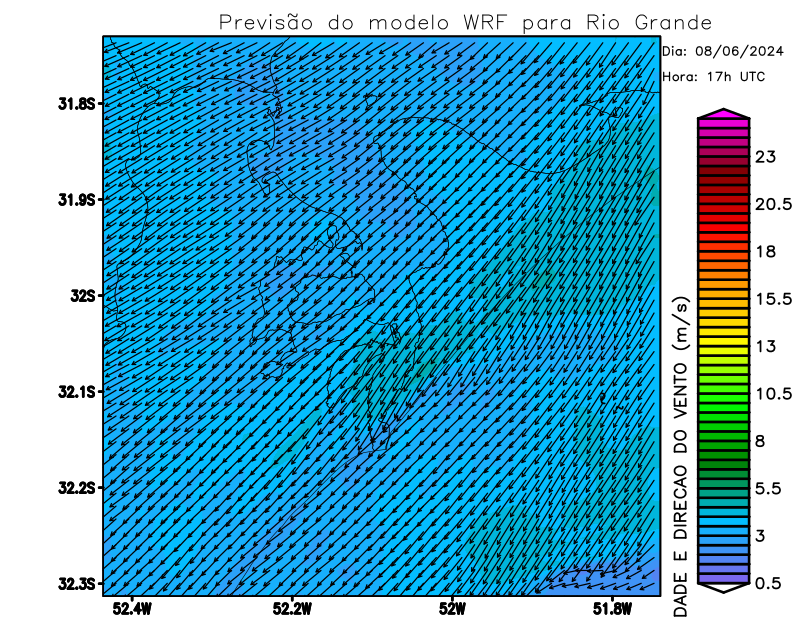 Previsão do modelo WRF para Rio Grande
Dia: 08/06/2024
Hora: 17h UTC
31.8S
31.9S
32S
32.1S
32.2S
32.3S
52.4W
52.2W
52W
51.8W
23
20.5
18
15.5
13
10.5
8
5.5
3
0.5
DADE E DIRECAO DO VENTO (m/s)